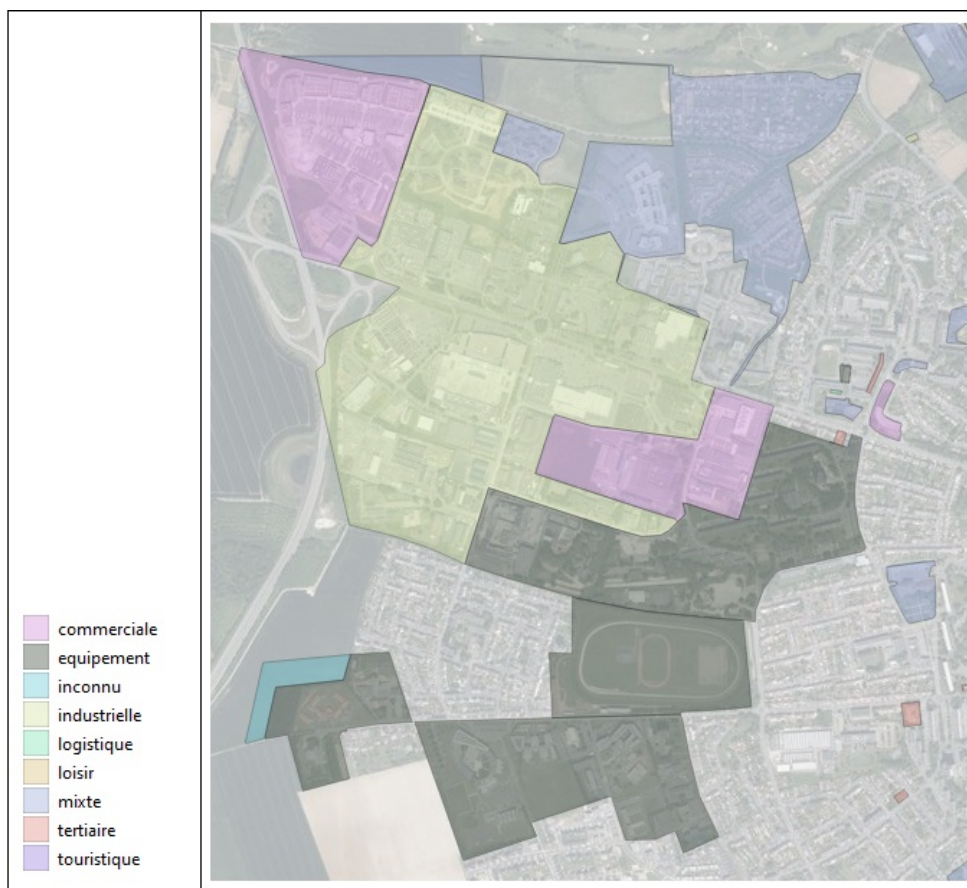 commerciale
equipement
inconnu
industrielle
logistique
loisir
mixte
tertiaire
touristique